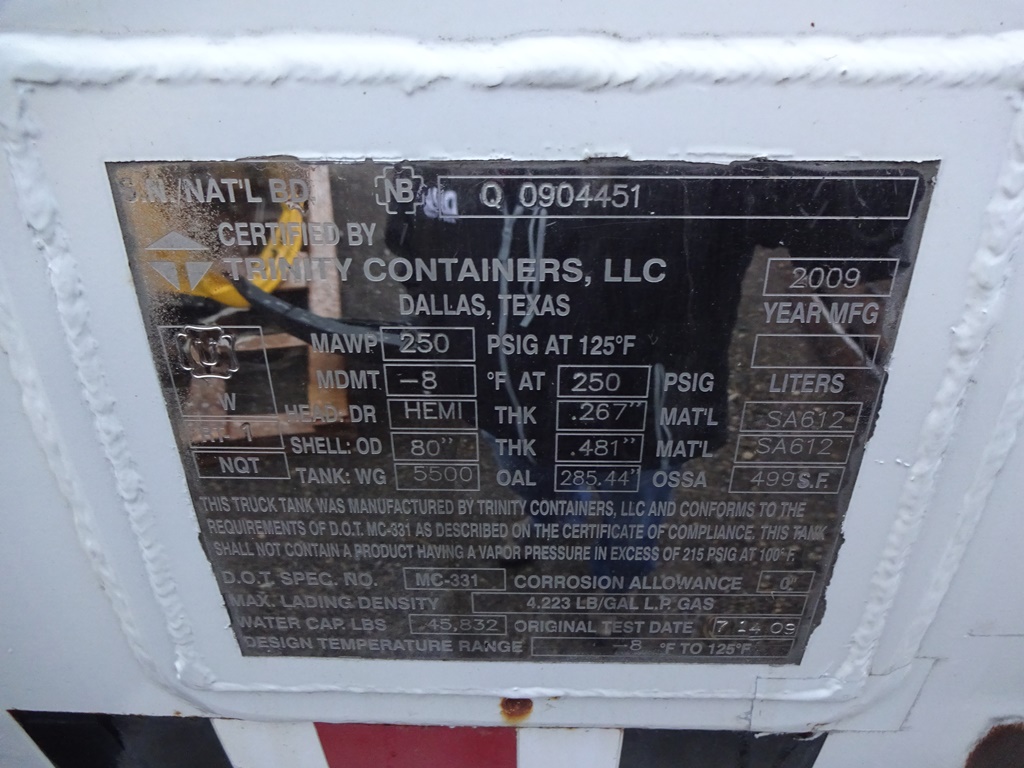 S.N./NAT'L BD. NB Q 0904451
CERTIFIED BY
TRINITY CONTAINERS, LLC 2009
DALLAS, TEXAS YEAR MFG
MAWP 250 PSIG AT 125°F
U MDMT -8 °F AT 250 PSIG LITERS
W HEAD: DR HEMI THK .267" MAT'L SA612
RT 1 SHELL: OD 80" THK .481" MAT'L SA612
NQT TANK: WG 5500 OAL 285.44" OSSA 499 S.F.
THIS TRUCK TANK WAS MANUFACTURED BY TRINITY CONTAINERS, LLC AND CONFORMS TO THE
REQUIREMENTS OF D.O.T. MC-331 AS DESCRIBED ON THE CERTIFICATE OF COMPLIANCE. THIS TANK
SHALL NOT CONTAIN A PRODUCT HAVING A VAPOR PRESSURE IN EXCESS OF 215 PSIG AT 100°F.
D.O.T. SPEC. NO. MC-331 CORROSION ALLOWANCE 0
MAX. LADING DENSITY 4.223 LB/GAL L.P. GAS
WATER CAP. LBS 45,832 ORIGINAL TEST DATE 7 14 09
DESIGN TEMPERATURE RANGE -8 °F TO 125°F